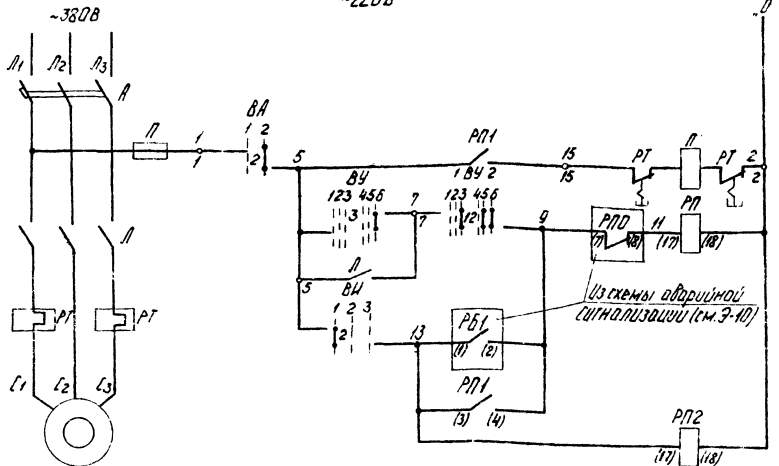 ~380В
~220В
„0
Л1 Л2 Л3
А
П
1
1
ВА
1 2
2
5
РП1
15
15
РТ
П
РТ
2
2
ВУ
123 456
3
7
7
1 ВУ 2
123 456
12
9
РПО
(7) (8)
11
РП
(17) (18)
Л
Л
5
ВИ
1 2 3
2
13
РБ1
(1) (2)
Из схемы аварийной
сигнализации (см. Э-10)
РТ
РТ
РП1
(3) (4)
С1 С2 С3
РП2
(17) (18)